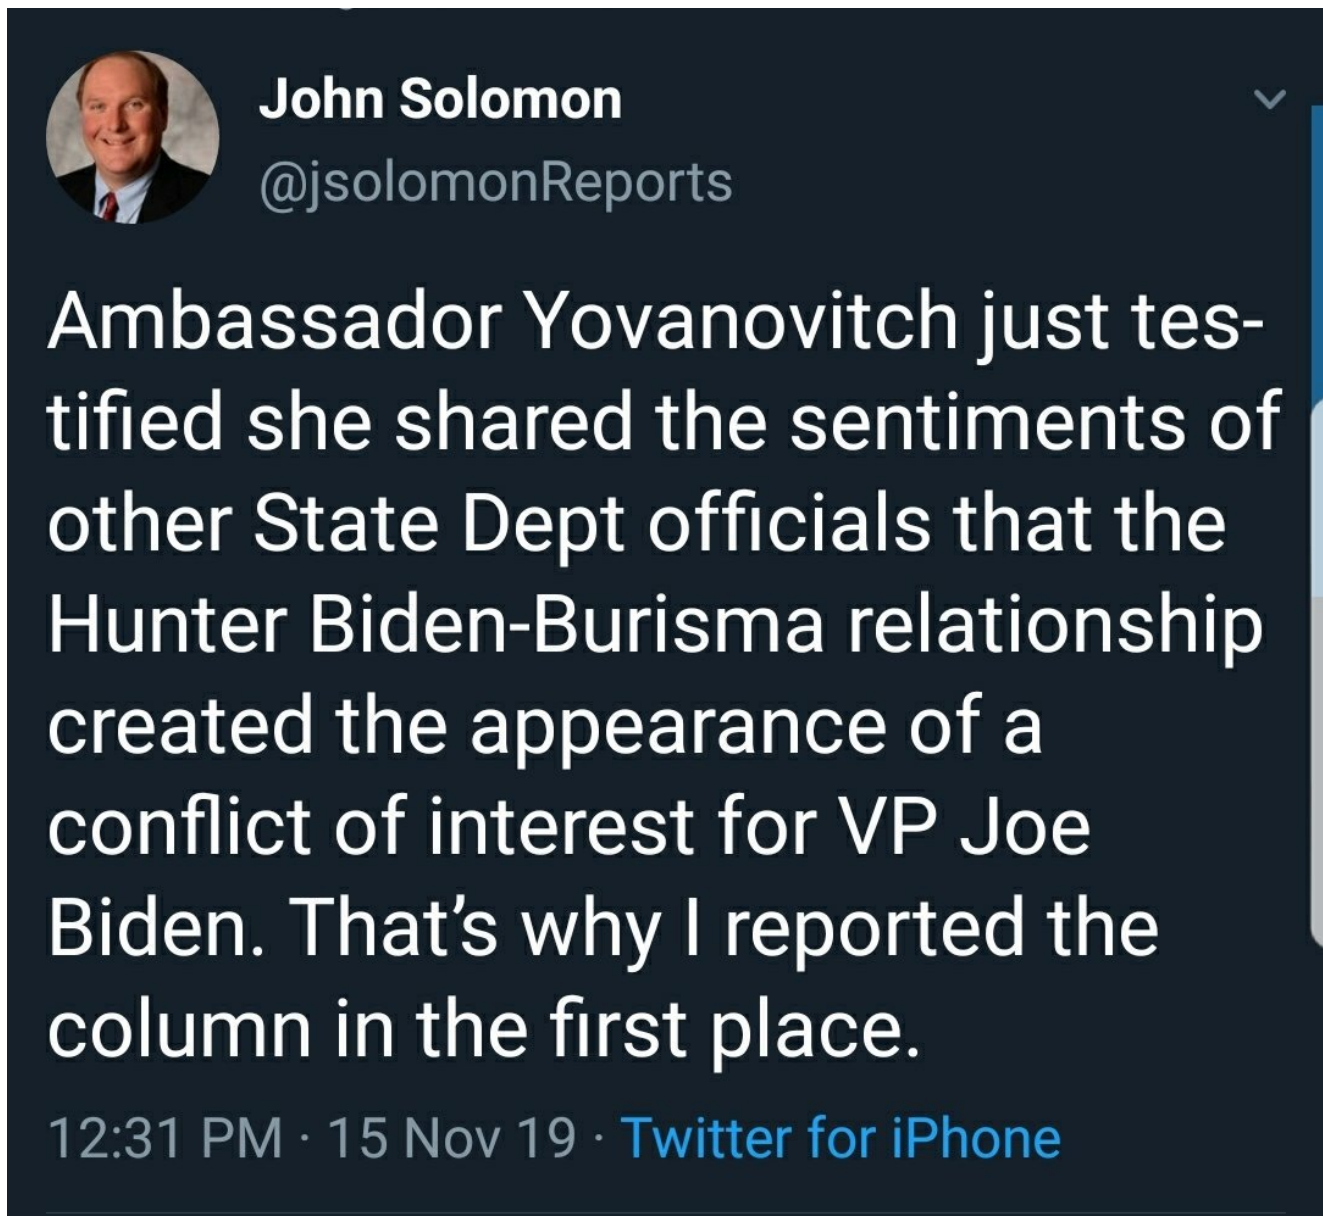 John Solomon
@jsolomonReports
Ambassador Yovanovitch just tes-
tified she shared the sentiments of
other State Dept officials that the
Hunter Biden-Burisma relationship
created the appearance of a
conflict of interest for VP Joe
Biden. That’s why I reported the
column in the first place.
12:31 PM · 15 Nov 19 · Twitter for iPhone